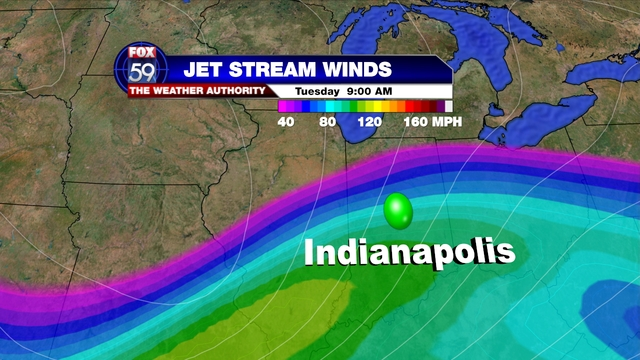 FOX
59
JET STREAM WINDS
THE WEATHER AUTHORITY
Tuesday 9:00 AM
40 80 120 160 MPH
Indianapolis